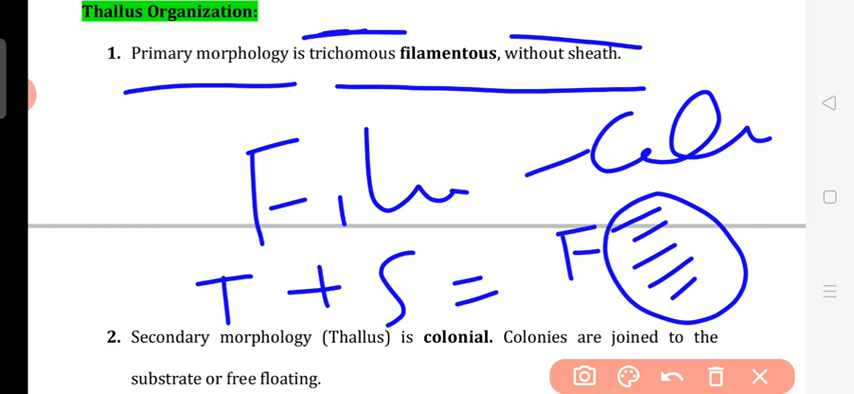 Thallus Organization:
1. Primary morphology is trichomous filamentous, without sheath.
T + S = F
2. Secondary morphology (Thallus) is colonial. Colonies are joined to the
substrate or free floating.